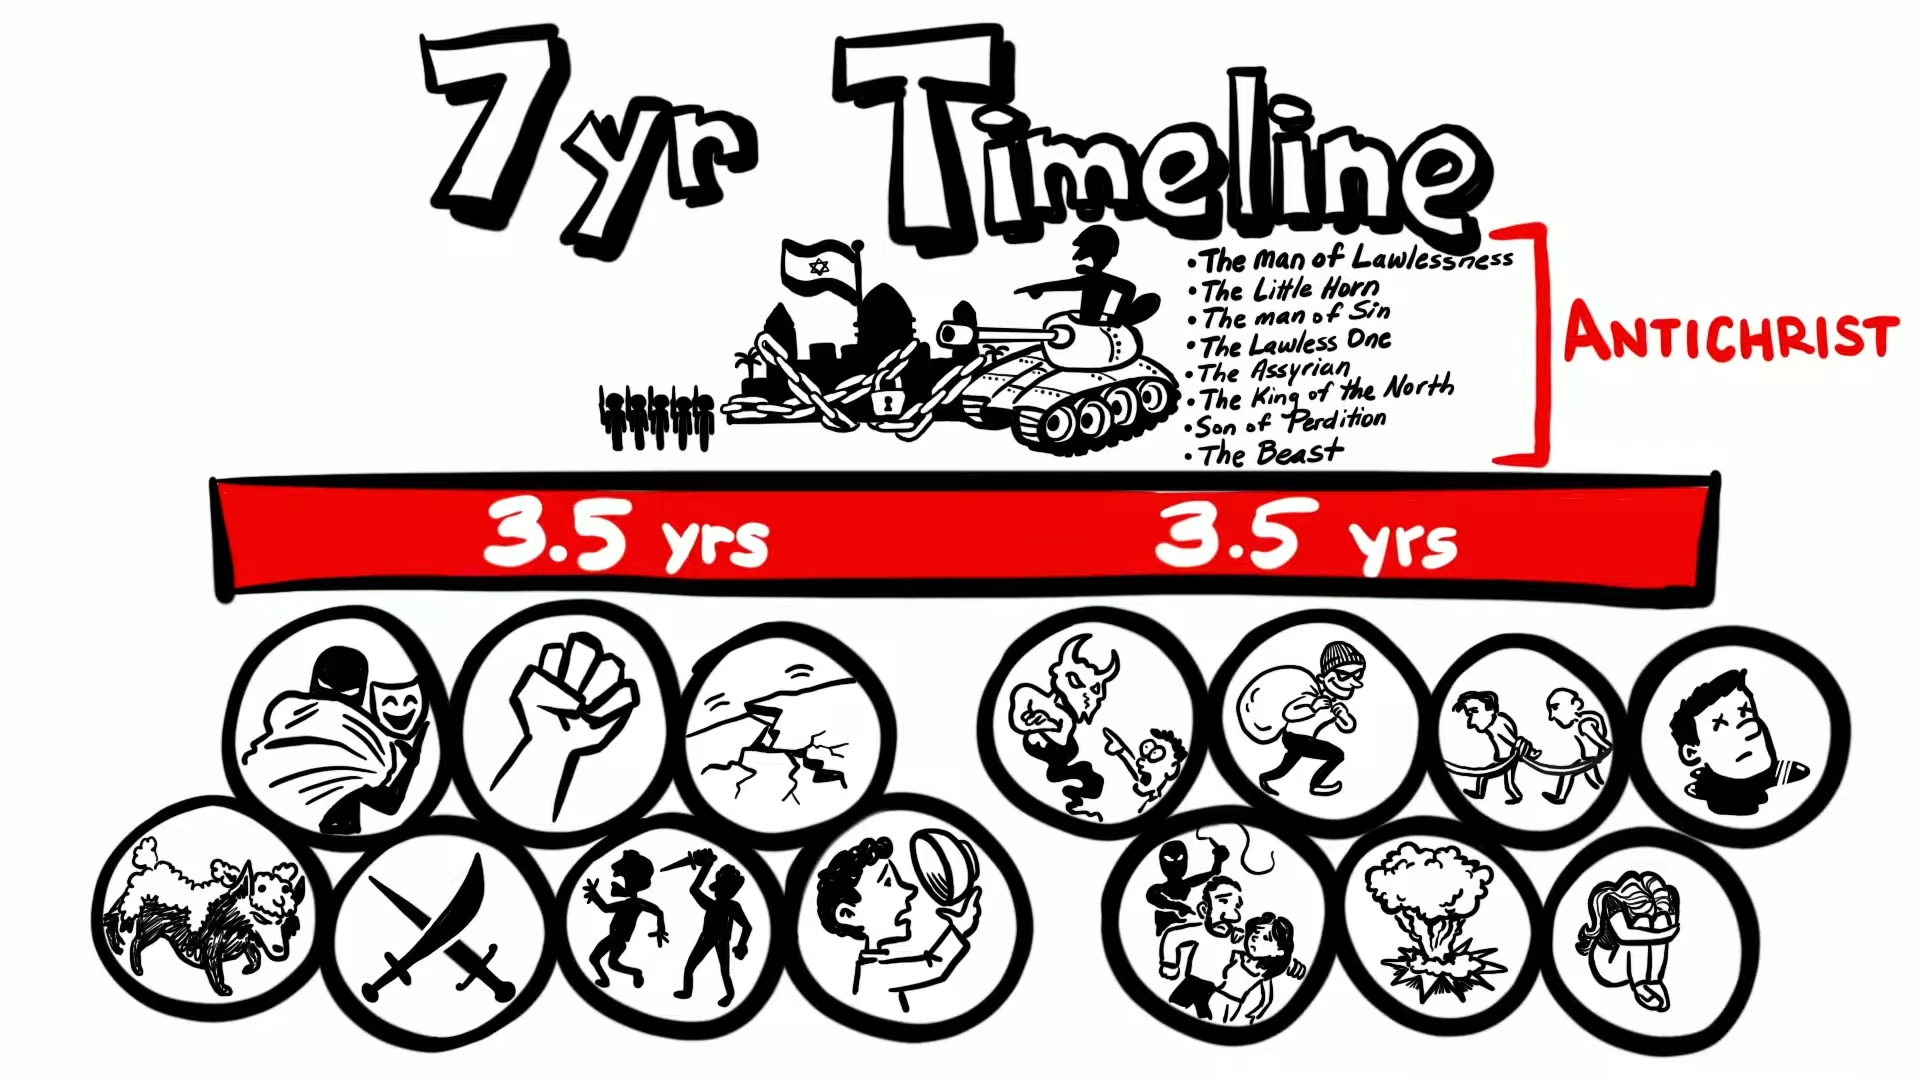 7yr Timeline
• The man of Lawlessness
• The Little Horn
• The man of Sin
• The Lawless One
• The Assyrian
• The King of the North
• Son of Perdition
• The Beast
ANTICHRIST
3.5 yrs
3.5 yrs